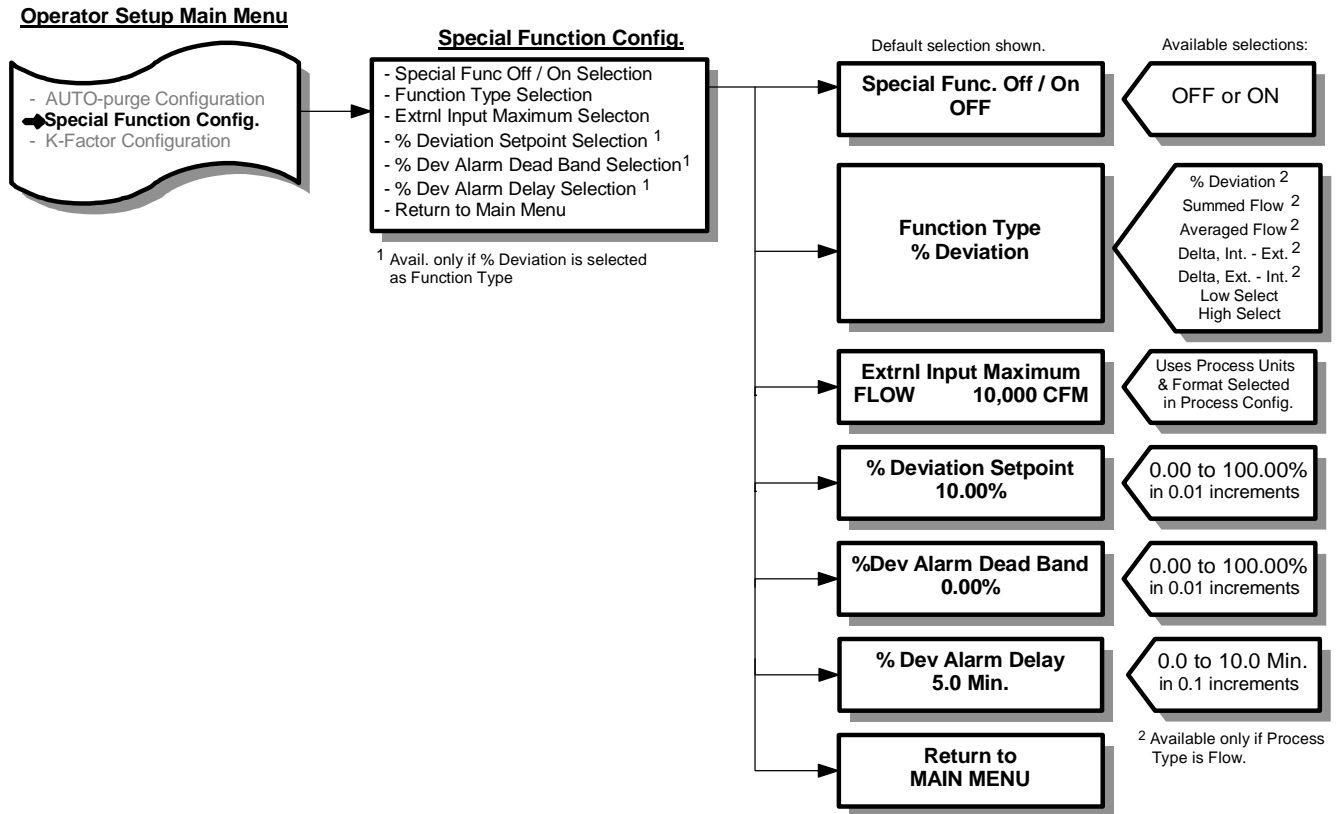 Operator Setup Main Menu
- AUTO-purge Configuration
Special Function Config.
- K-Factor Configuration
Special Function Config.
- Special Func Off / On Selection
- Function Type Selection
- Extrnl Input Maximum Selecton
- % Deviation Setpoint Selection 1
- % Dev Alarm Dead Band Selection1
- % Dev Alarm Delay Selection 1
- Return to Main Menu
1 Avail. only if % Deviation is selected
as Function Type
Default selection shown.
Available selections:
Special Func. Off / On
OFF
OFF or ON
Function Type
% Deviation
% Deviation 2
Summed Flow 2
Averaged Flow 2
Delta, Int. - Ext. 2
Delta, Ext. - Int. 2
Low Select
High Select
Extrnl Input Maximum
FLOW 10,000 CFM
Uses Process Units
& Format Selected
in Process Config.
% Deviation Setpoint
10.00%
0.00 to 100.00%
in 0.01 increments
%Dev Alarm Dead Band
0.00%
0.00 to 100.00%
in 0.01 increments
% Dev Alarm Delay
5.0 Min.
0.0 to 10.0 Min.
in 0.1 increments
Return to
MAIN MENU
2 Available only if Process
Type is Flow.